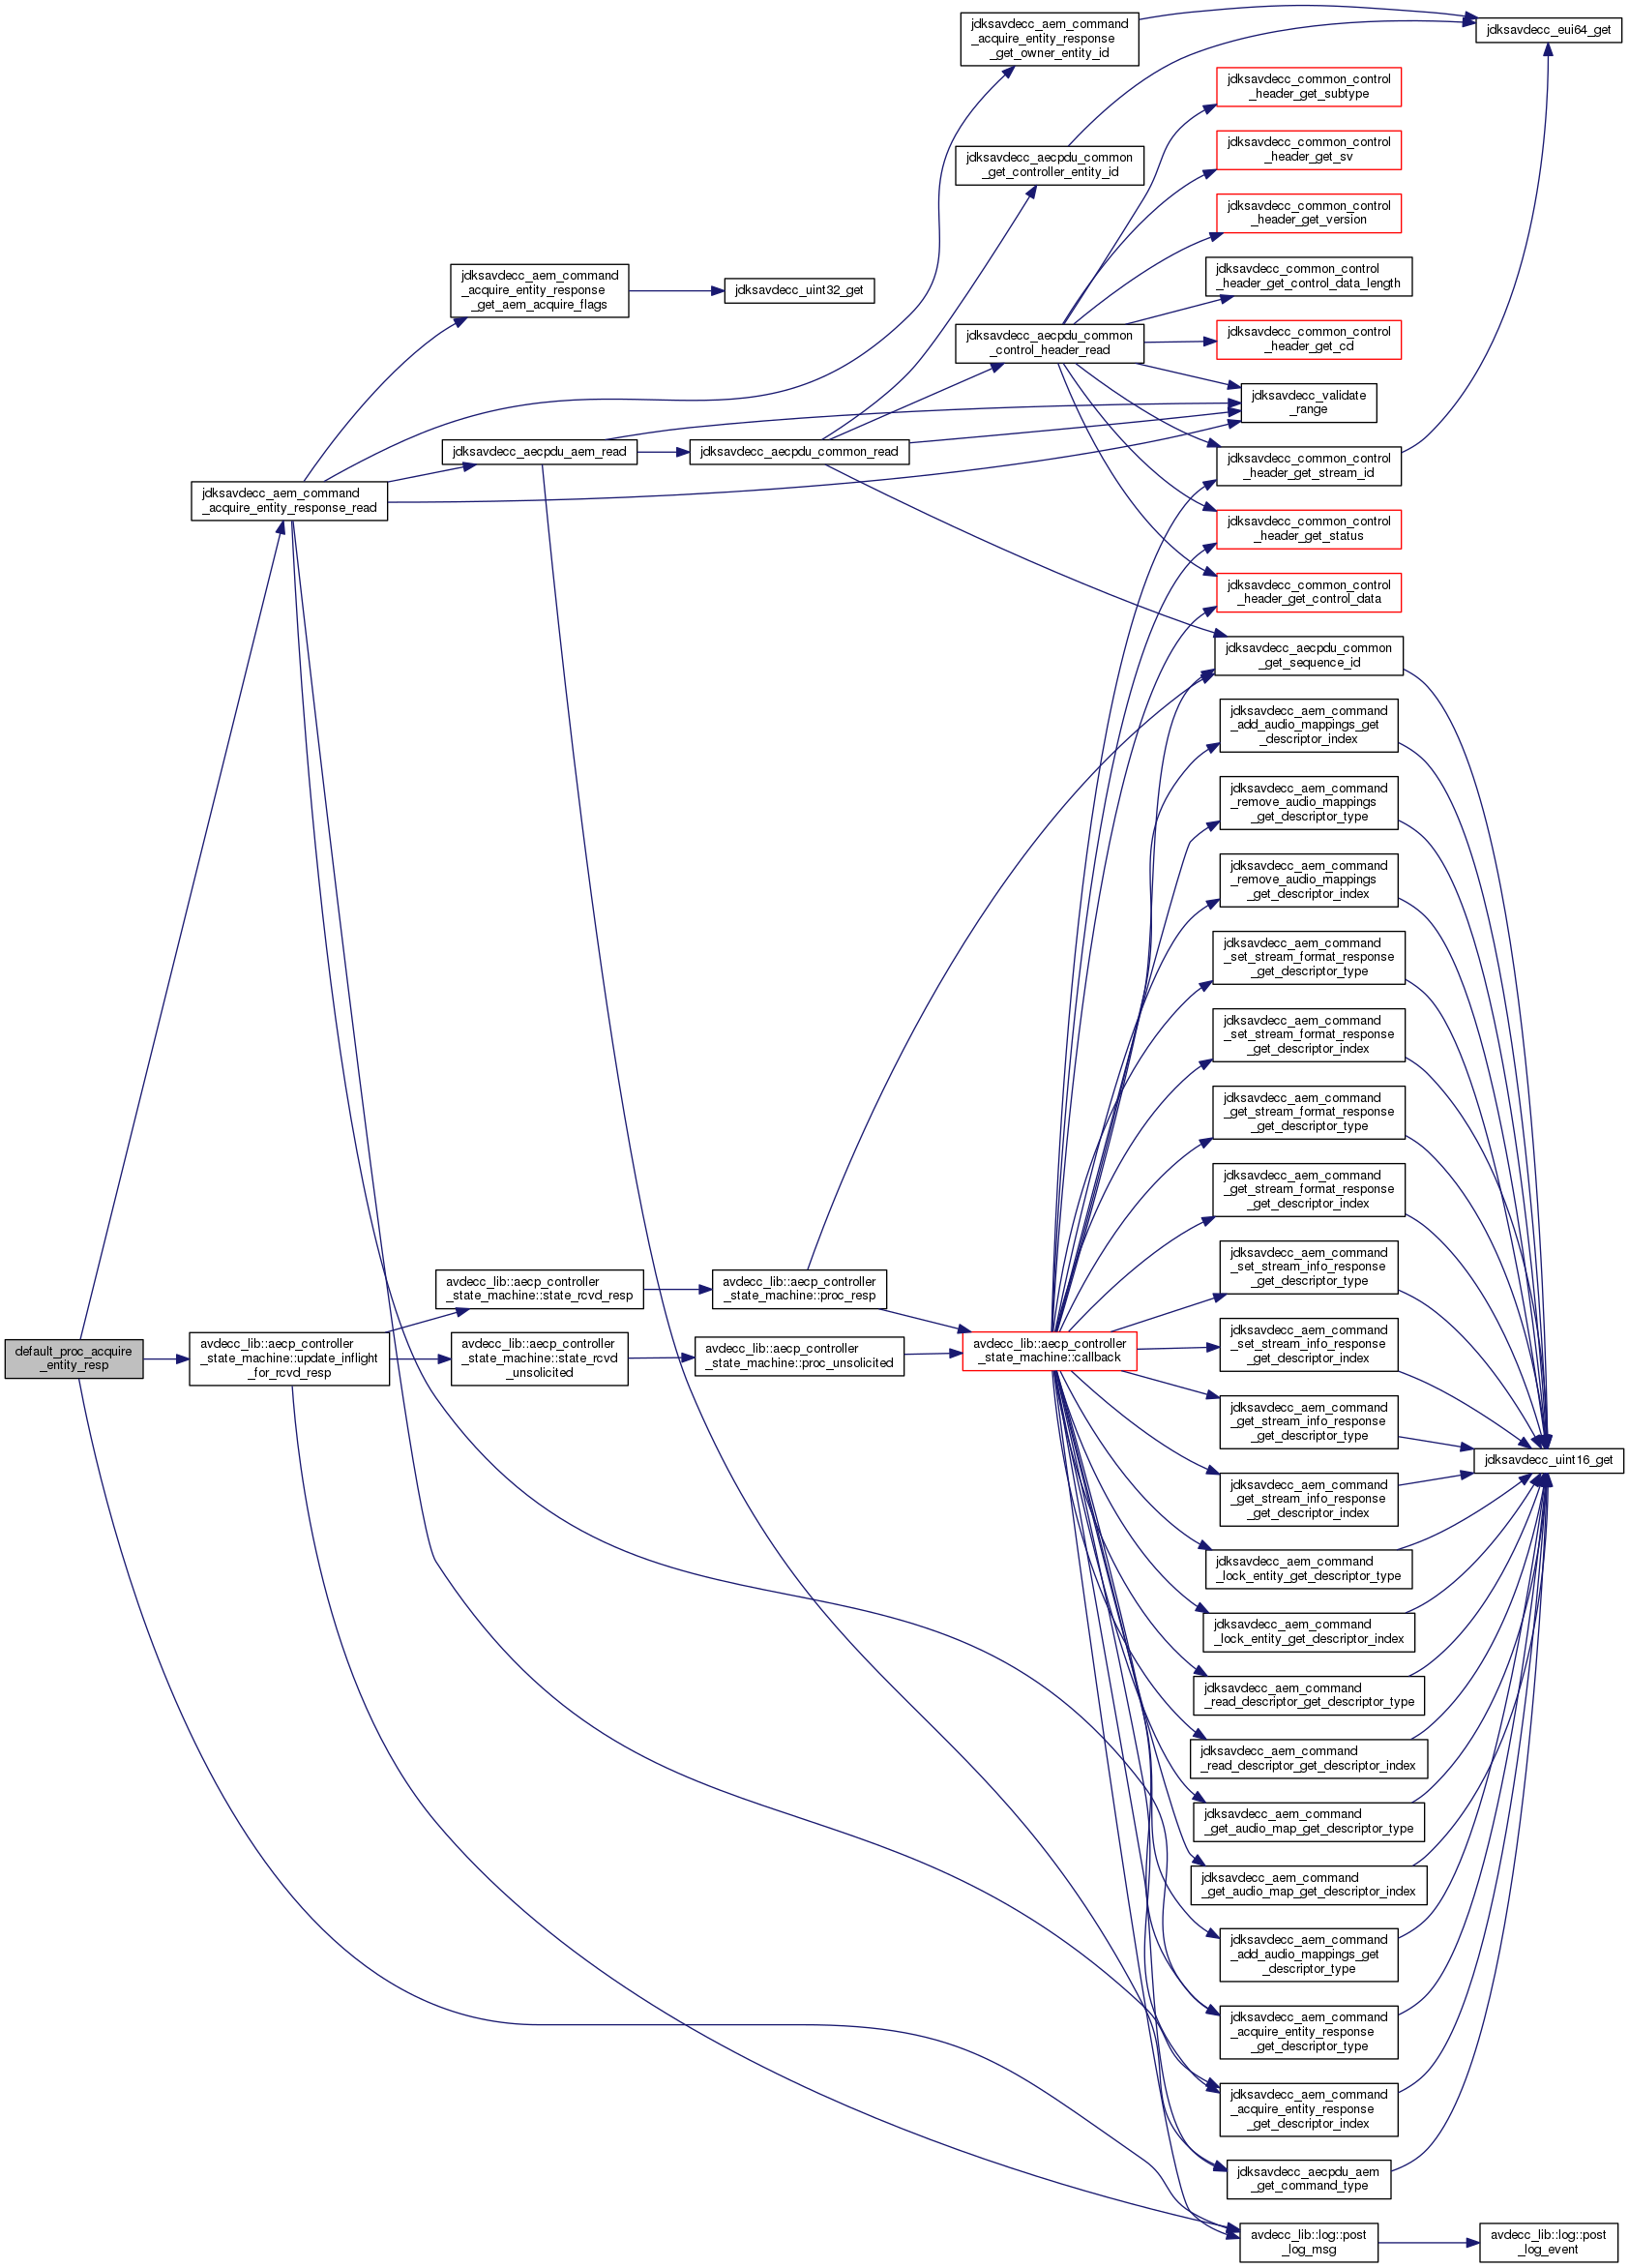 jdksavdecc_aem_command
_acquire_entity_response
_get_owner_entity_id
jdksavdecc_eui64_get
jdksavdecc_common_control
_header_get_subtype
jdksavdecc_common_control
_header_get_sv
jdksavdecc_aecpdu_common
_get_controller_entity_id
jdksavdecc_common_control
_header_get_version
jdksavdecc_common_control
_header_get_control_data_length
jdksavdecc_aem_command
_acquire_entity_response
_get_aem_acquire_flags
jdksavdecc_uint32_get
jdksavdecc_aecpdu_common
_control_header_read
jdksavdecc_common_control
_header_get_cd
jdksavdecc_validate
_range
jdksavdecc_aecpdu_aem_read
jdksavdecc_aecpdu_common_read
jdksavdecc_common_control
_header_get_stream_id
jdksavdecc_aem_command
_acquire_entity_response_read
jdksavdecc_common_control
_header_get_status
jdksavdecc_common_control
_header_get_control_data
jdksavdecc_aecpdu_common
_get_sequence_id
jdksavdecc_aem_command
_add_audio_mappings_get
_descriptor_index
jdksavdecc_aem_command
_remove_audio_mappings
_get_descriptor_type
jdksavdecc_aem_command
_remove_audio_mappings
_get_descriptor_index
jdksavdecc_aem_command
_set_stream_format_response
_get_descriptor_type
jdksavdecc_aem_command
_set_stream_format_response
_get_descriptor_index
jdksavdecc_aem_command
_get_stream_format_response
_get_descriptor_type
jdksavdecc_aem_command
_get_stream_format_response
_get_descriptor_index
jdksavdecc_aem_command
_set_stream_info_response
_get_descriptor_type
avdecc_lib::aecp_controller
_state_machine::state_rcvd_resp
avdecc_lib::aecp_controller
_state_machine::proc_resp
default_proc_acquire
_entity_resp
avdecc_lib::aecp_controller
_state_machine::update_inflight
_for_rcvd_resp
avdecc_lib::aecp_controller
_state_machine::state_rcvd
_unsolicited
avdecc_lib::aecp_controller
_state_machine::proc_unsolicited
avdecc_lib::aecp_controller
_state_machine::callback
jdksavdecc_aem_command
_set_stream_info_response
_get_descriptor_index
jdksavdecc_aem_command
_get_stream_info_response
_get_descriptor_type
jdksavdecc_uint16_get
jdksavdecc_aem_command
_get_stream_info_response
_get_descriptor_index
jdksavdecc_aem_command
_lock_entity_get_descriptor_type
jdksavdecc_aem_command
_lock_entity_get_descriptor_index
jdksavdecc_aem_command
_read_descriptor_get_descriptor_type
jdksavdecc_aem_command
_read_descriptor_get_descriptor_index
jdksavdecc_aem_command
_get_audio_map_get_descriptor_type
jdksavdecc_aem_command
_get_audio_map_get_descriptor_index
jdksavdecc_aem_command
_add_audio_mappings_get
_descriptor_type
jdksavdecc_aem_command
_acquire_entity_response
_get_descriptor_type
jdksavdecc_aem_command
_acquire_entity_response
_get_descriptor_index
jdksavdecc_aecpdu_aem
_get_command_type
avdecc_lib::log::post
_log_msg
avdecc_lib::log::post
_log_event